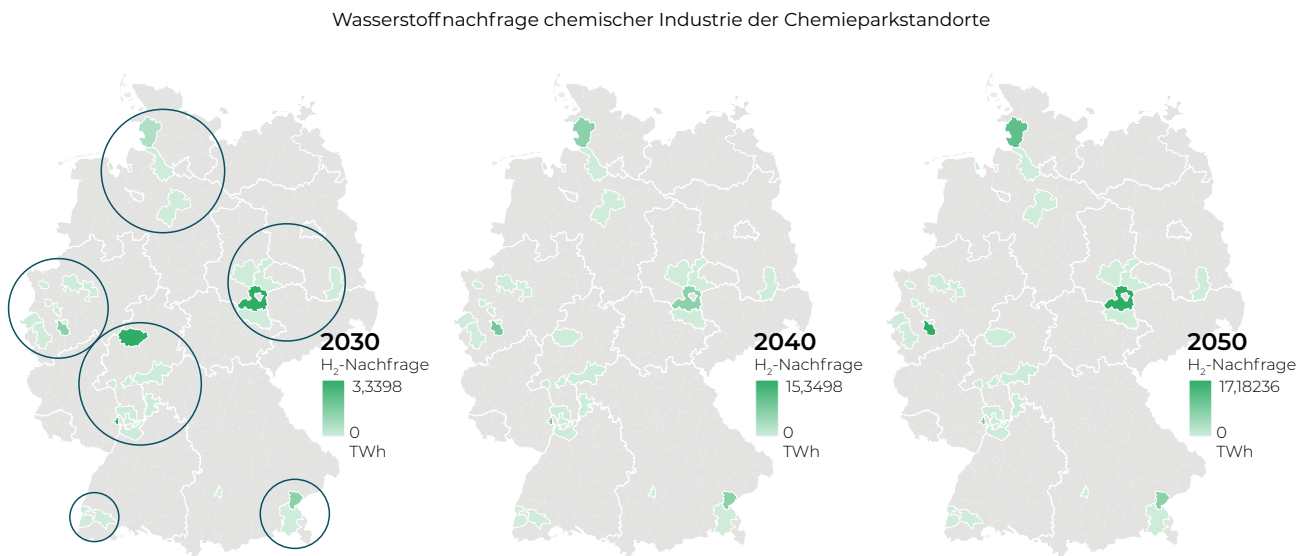 Wasserstoffnachfrage chemischer Industrie der Chemieparkstandorte
2030
H₂-Nachfrage
3,3398
0
TWh
2040
H₂-Nachfrage
15,3498
0
TWh
2050
H₂-Nachfrage
17,18236
0
TWh